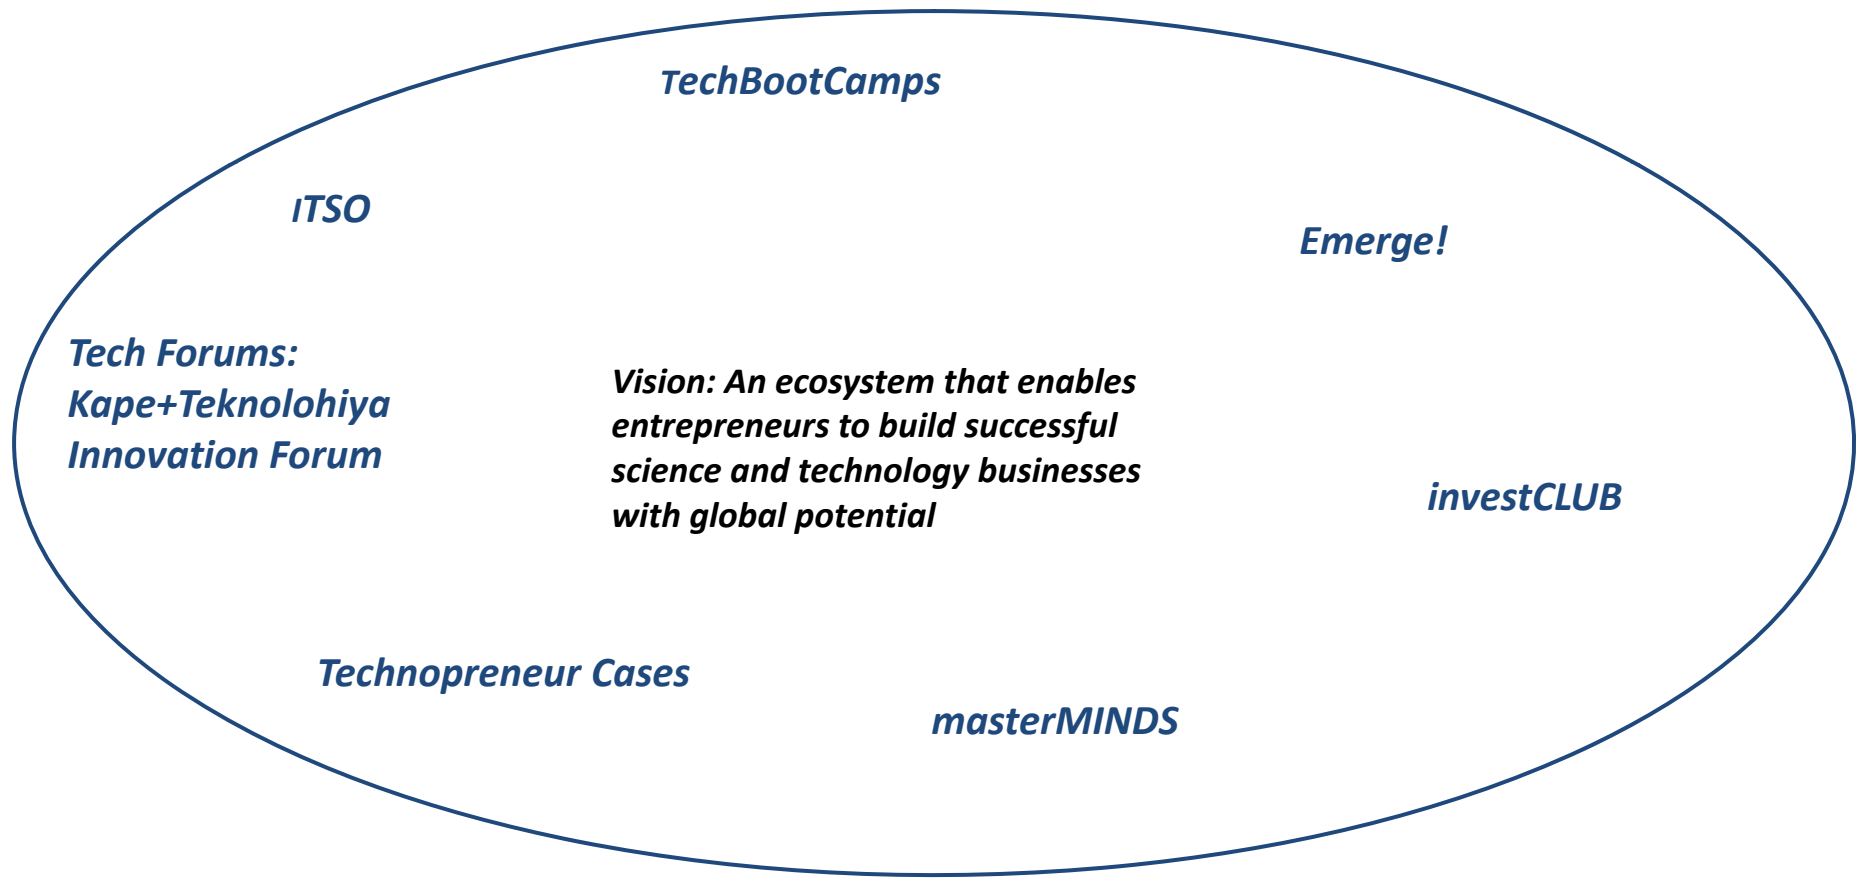 TechBootCamps
ITSO
Emerge!
Tech Forums:
Kape+Teknolohiya
Innovation Forum
Vision: An ecosystem that enables
entrepreneurs to build successful
science and technology businesses
with global potential
investCLUB
Technopreneur Cases
masterMINDS